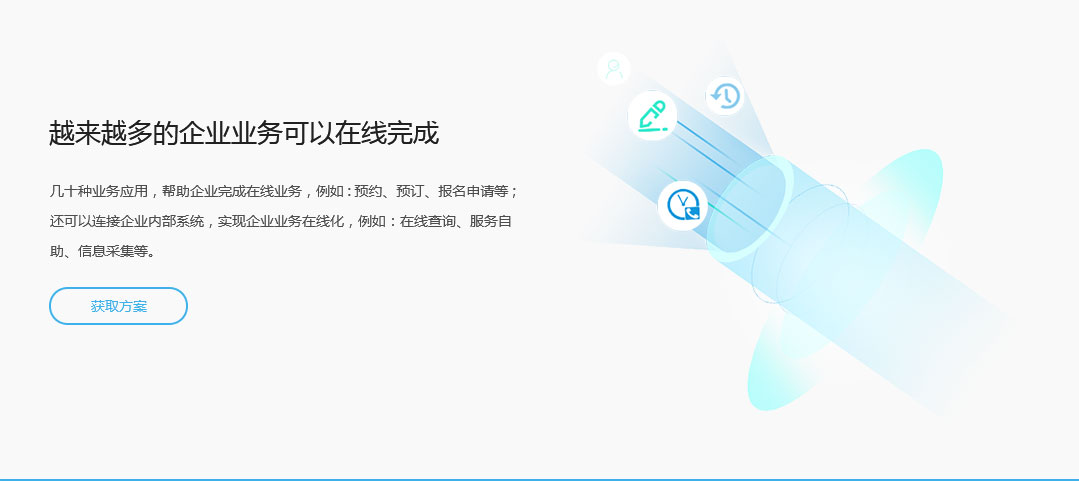 越来越多的企业业务可以在线完成
几十种业务应用，帮助企业完成在线业务，例如：预约、预订、报名申请等；
还可以连接企业内部系统，实现企业业务在线化，例如：在线查询、服务自
助、信息采集等。
获取方案